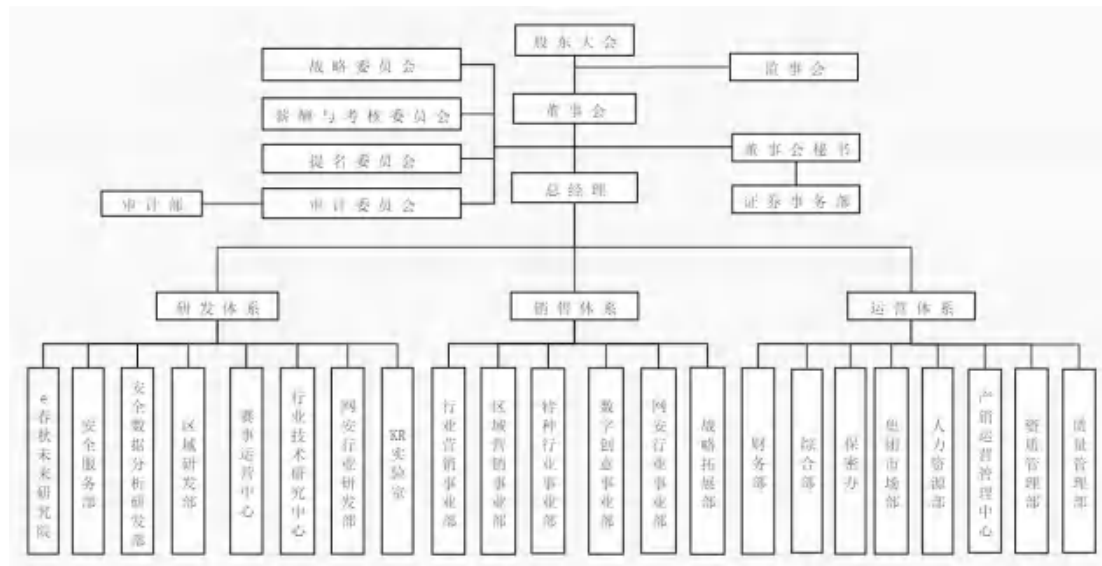 股东大会
战略委员会
监事会
薪酬与考核委员会
董事会
提名委员会
董事会秘书
总经理
审计部
审计委员会
证券事务部
研发体系
销售体系
运营体系
e春秋未来研究院
安全服务部
安全数据分析研发部
区域研发部
赛事运营中心
行业技术研究中心
网安行业研发部
KR实验室
行业营销事业部
区域营销事业部
特种行业事业部
数字创意事业部
网安行业事业部
战略拓展部
财务部
综合部
保密办
集团市场部
人力资源部
产销运营管理中心
资质管理部
质量管理部